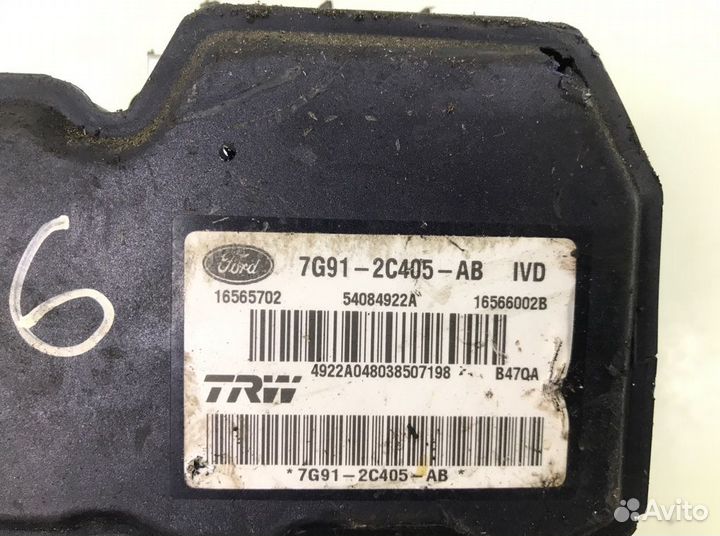 6
Ford 7G91-2C405-AB IVD
16565702 54084922A 16566002B
4922A048038507198 B47QA
TRW
*7G91-2C405-AB*
Avito